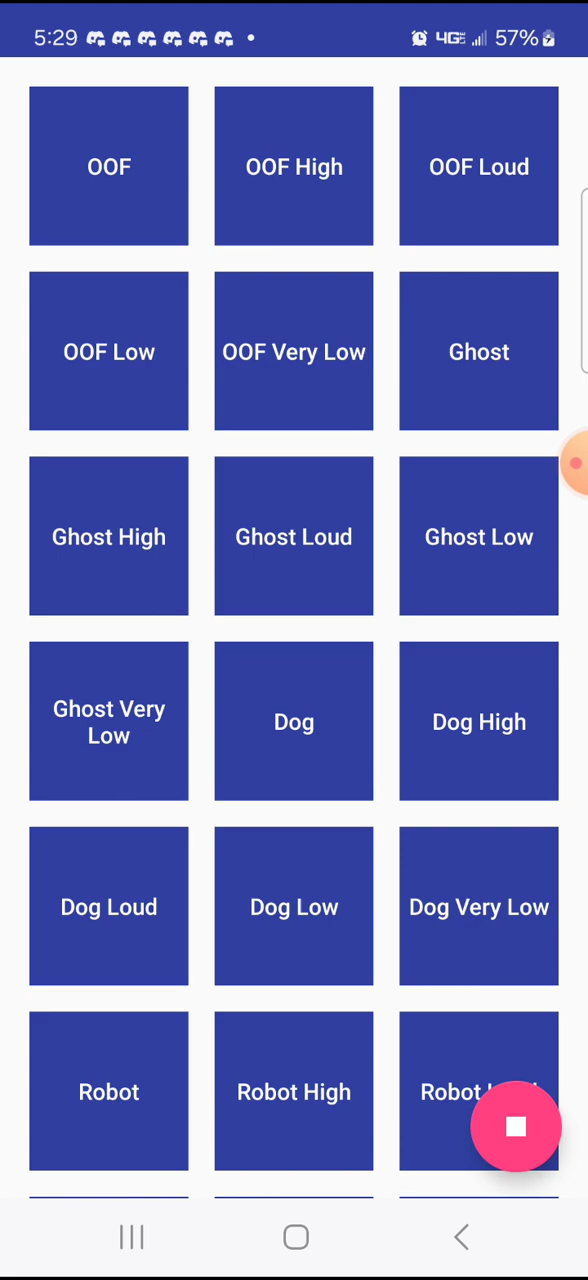 5:29 4G 57%
OOF
OOF High
OOF Loud
OOF Low
OOF Very Low
Ghost
Ghost High
Ghost Loud
Ghost Low
Ghost Very
Low
Dog
Dog High
Dog Loud
Dog Low
Dog Very Low
Robot
Robot High
Robot